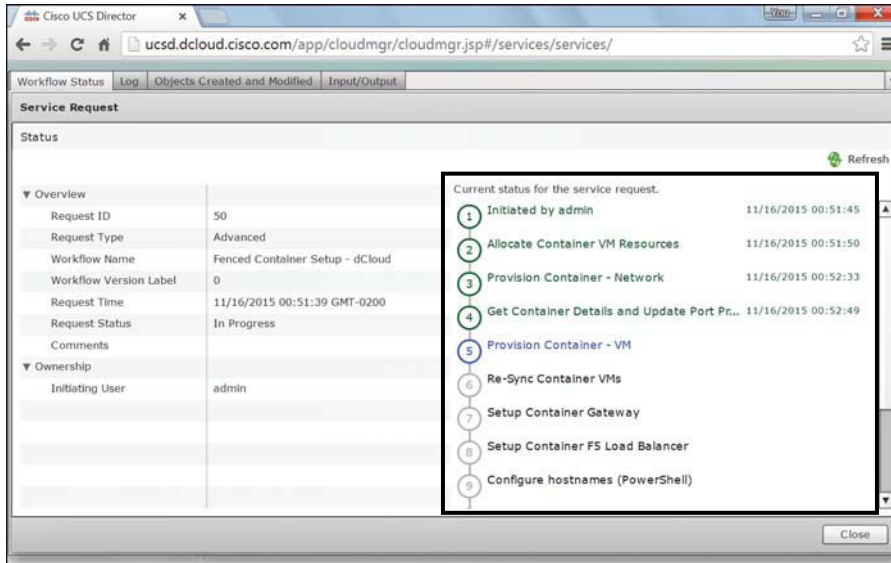 Cisco UCS Director
ucsd.dcloud.cisco.com/app/cloudmgr/cloudmgr.jsp#/services/services/
Workflow Status Log Objects Created and Modified Input/Output
Service Request
Status
Refresh
Overview
Request ID 50
Request Type Advanced
Workflow Name Fenced Container Setup - dCloud
Workflow Version Label 0
Request Time 11/16/2015 00:51:39 GMT-0200
Request Status In Progress
Comments
Ownership
Initiating User admin
Current status for the service request.
1 Initiated by admin 11/16/2015 00:51:45
2 Allocate Container VM Resources 11/16/2015 00:51:50
3 Provision Container - Network 11/16/2015 00:52:33
4 Get Container Details and Update Port Pr... 11/16/2015 00:52:49
5 Provision Container - VM
6 Re-Sync Container VMs
7 Setup Container Gateway
8 Setup Container F5 Load Balancer
9 Configure hostnames (PowerShell)
Close